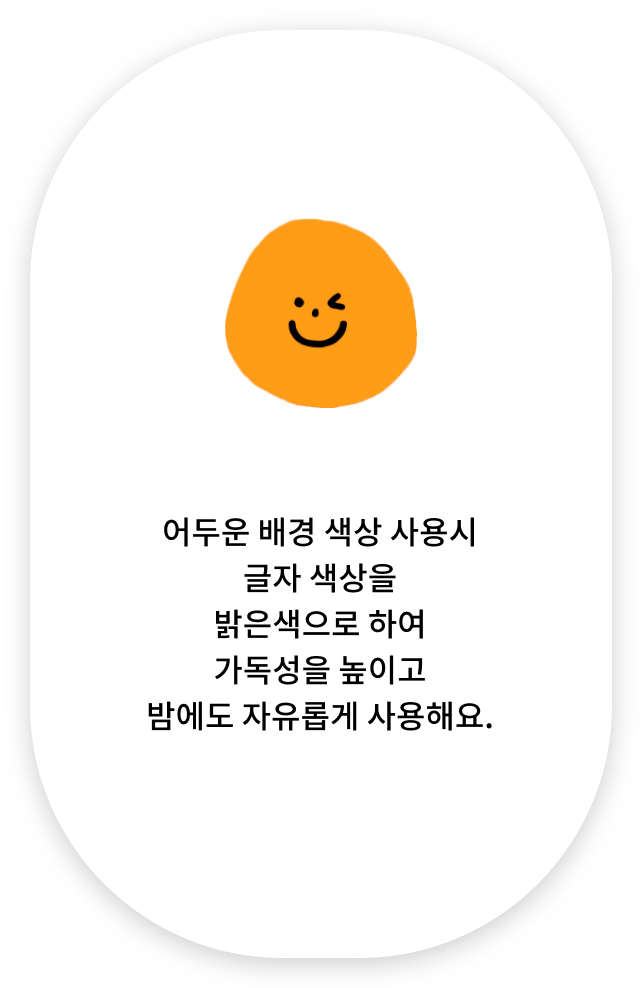 어두운 배경 색상 사용시
글자 색상을
밝은색으로 하여
가독성을 높이고
밤에도 자유롭게 사용해요.